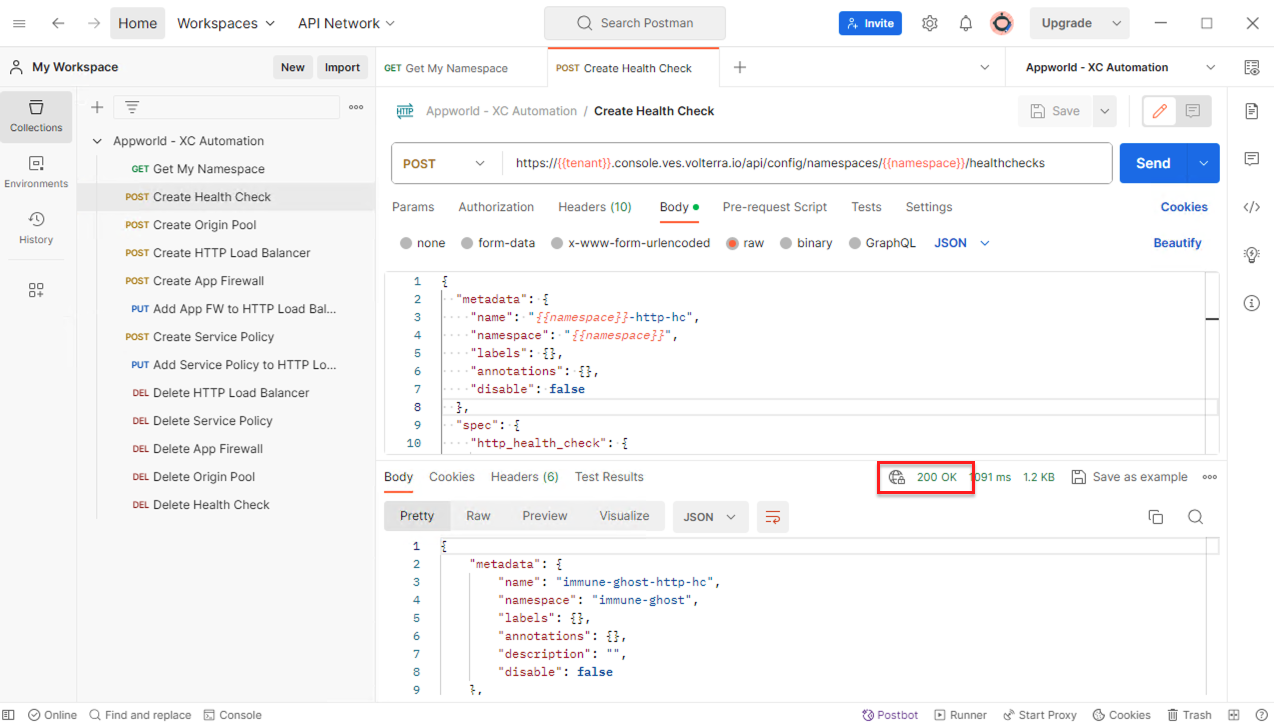 Home Workspaces API Network Search Postman Invite Upgrade
My Workspace New Import GET Get My Namespace POST Create Health Check Appworld - XC Automation
Collections
Environments
History
Appworld - XC Automation
GET Get My Namespace
POST Create Health Check
POST Create Origin Pool
POST Create HTTP Load Balancer
POST Create App Firewall
PUT Add App FW to HTTP Load Bal...
POST Create Service Policy
PUT Add Service Policy to HTTP Lo...
DEL Delete HTTP Load Balancer
DEL Delete Service Policy
DEL Delete App Firewall
DEL Delete Origin Pool
DEL Delete Health Check
HTTP Appworld - XC Automation / Create Health Check Save
POST https://{{tenant}}.console.ves.volterra.io/api/config/namespaces/{{namespace}}/healthchecks Send
Params Authorization Headers (10) Body Pre-request Script Tests Settings Cookies
none form-data x-www-form-urlencoded raw binary GraphQL JSON Beautify
1 {
2 "metadata": {
3 "name": "{{namespace}}-http-hc",
4 "namespace": "{{namespace}}",
5 "labels": {},
6 "annotations": {},
7 "disable": false
8 },
9 "spec": {
10 "http_health_check": {
Body Cookies Headers (6) Test Results 200 OK 1091 ms 1.2 KB Save as example
Pretty Raw Preview Visualize JSON
1 {
2 "metadata": {
3 "name": "immune-ghost-http-hc",
4 "namespace": "immune-ghost",
5 "labels": {},
6 "annotations": {},
7 "description": "",
8 "disable": false
9 },
Online Find and replace Console Postbot Runner Start Proxy Cookies Trash